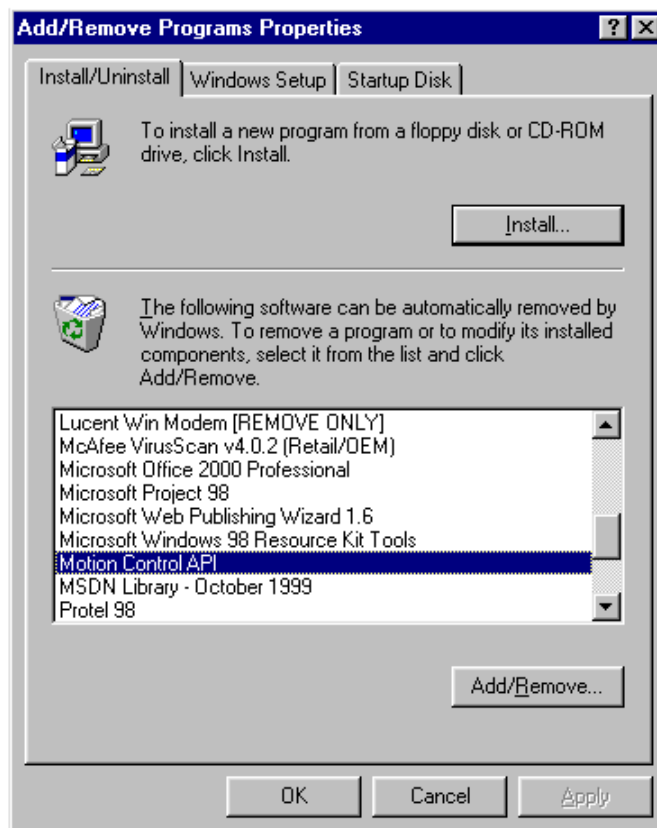 Add/Remove Programs Properties
Install/Uninstall Windows Setup Startup Disk
To install a new program from a floppy disk or CD-ROM
drive, click Install.
Install...
The following software can be automatically removed by
Windows. To remove a program or to modify its installed
components, select it from the list and click
Add/Remove.
Lucent Win Modem [REMOVE ONLY]
McAfee VirusScan v4.0.2 (Retail/OEM)
Microsoft Office 2000 Professional
Microsoft Project 98
Microsoft Web Publishing Wizard 1.6
Microsoft Windows 98 Resource Kit Tools
Motion Control API
MSDN Library - October 1999
Protel 98
Add/Remove...
OK Cancel Apply